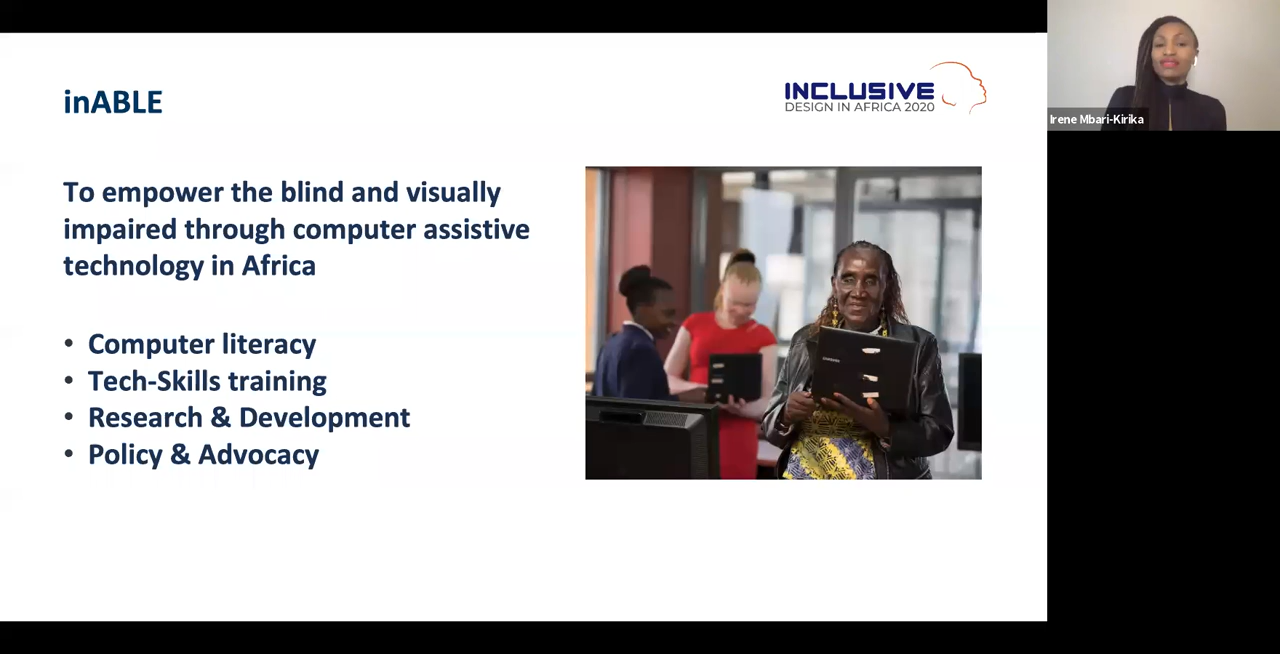 inABLE
INCLUSIVE
DESIGN IN AFRICA 2020
Irene Mbari-Kirika
To empower the blind and visually
impaired through computer assistive
technology in Africa
• Computer literacy
• Tech-Skills training
• Research & Development
• Policy & Advocacy